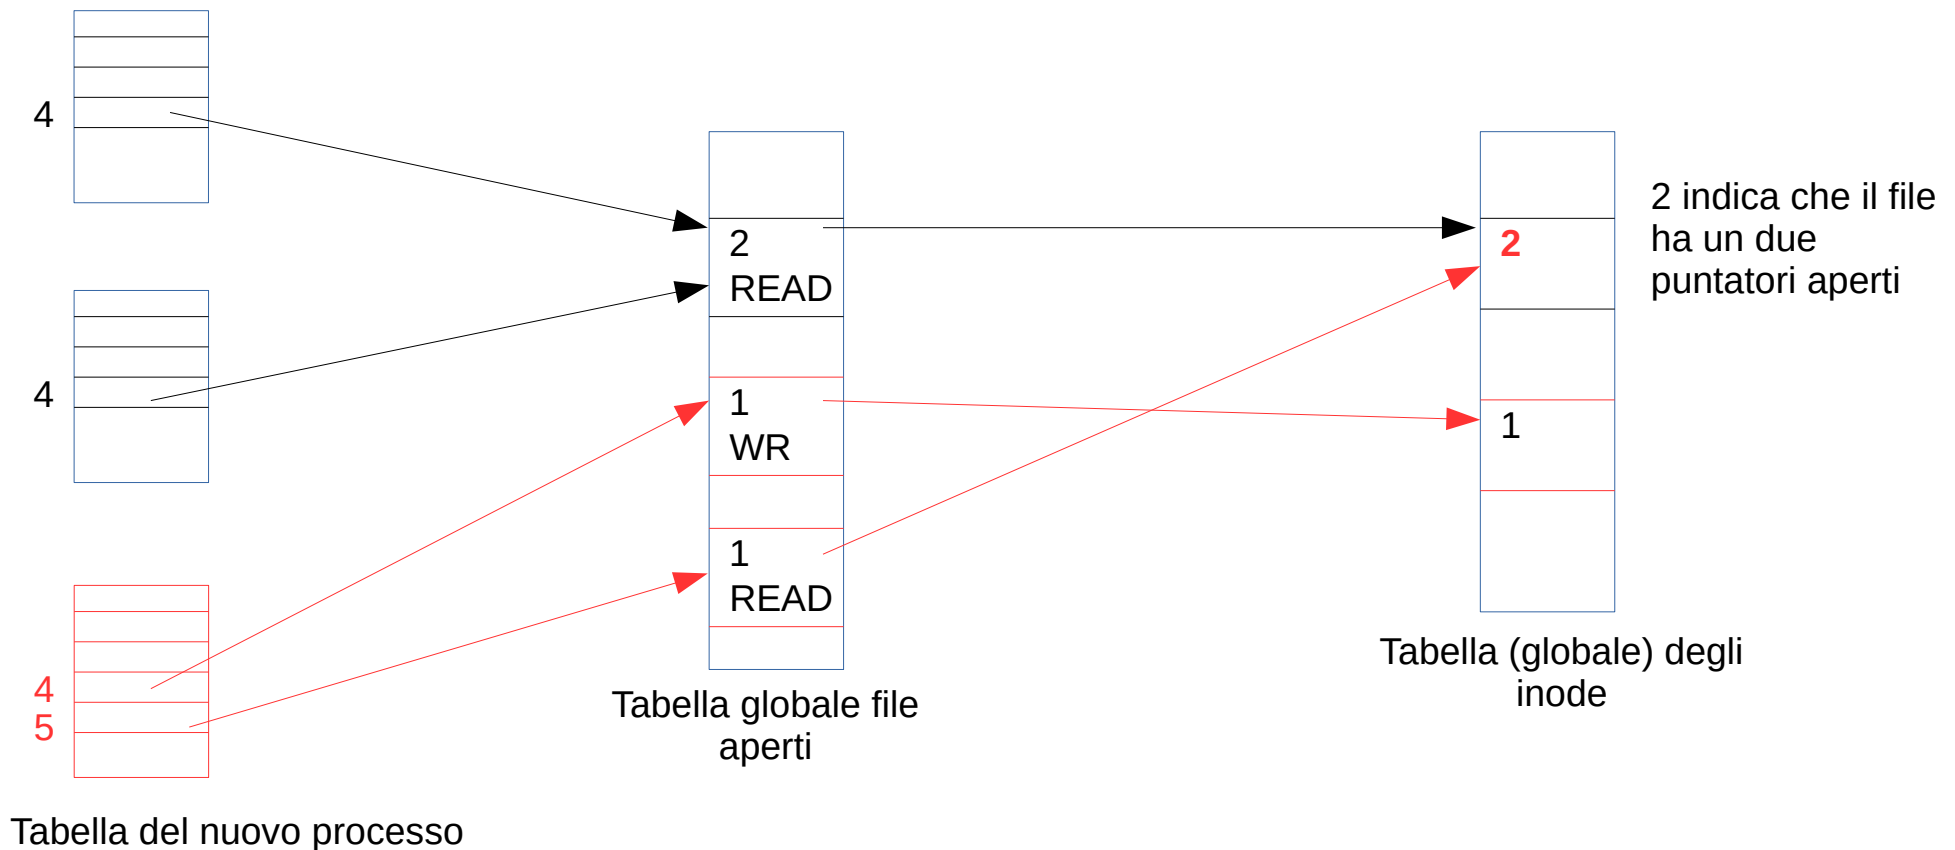 4
4
4
5
Tabella del nuovo processo
2
READ
1
WR
1
READ
Tabella globale file
aperti
2
1
Tabella (globale) degli
inode
2 indica che il file
ha un due
puntatori aperti